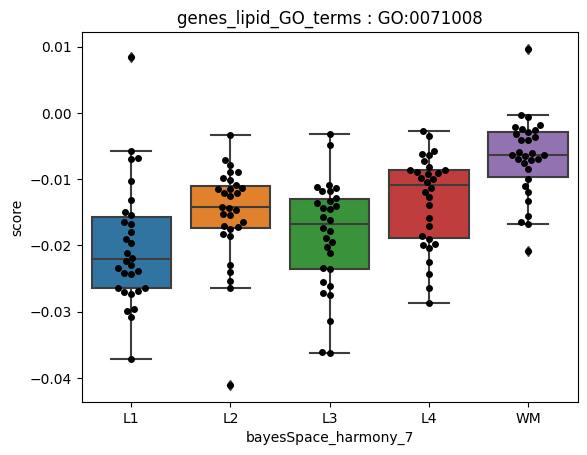 genes_lipid_GO_terms : GO:0071008
0.01
0.00
−0.01
−0.02
−0.03
−0.04
score
L1 L2 L3 L4 WM
bayesSpace_harmony_7